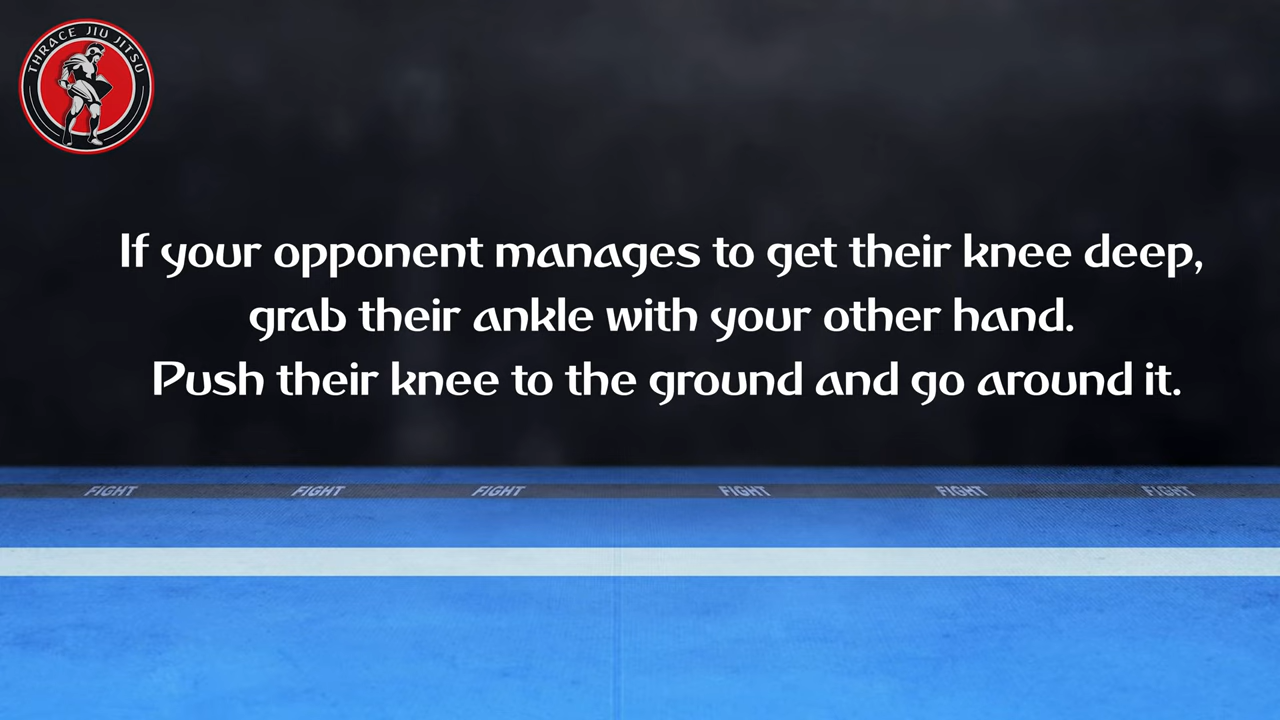 THRACE JIU JITSU
If your opponent manages to get their knee deep,
grab their ankle with your other hand.
Push their knee to the ground and go around it.
FIGHT FIGHT FIGHT FIGHT FIGHT FIGHT